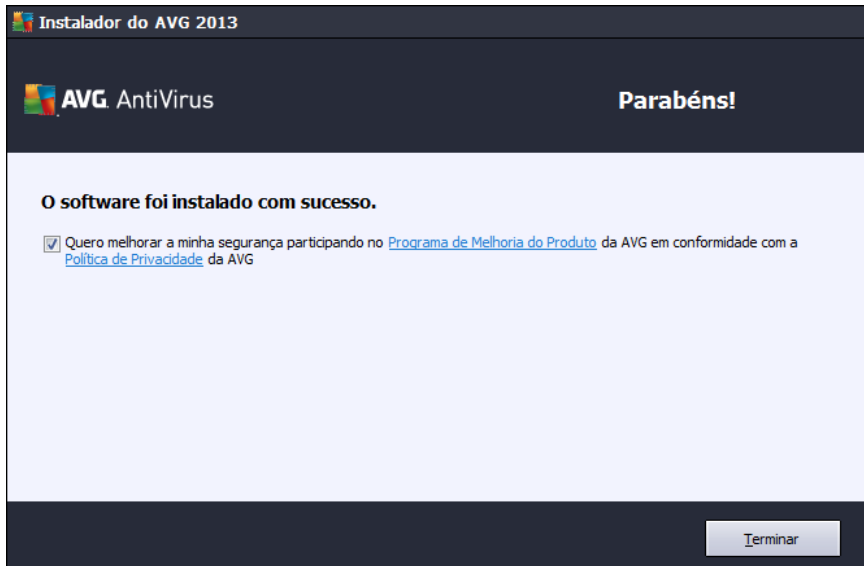 Instalador do AVG 2013
AVG. AntiVirus
Parabéns!
O software foi instalado com sucesso.
Quero melhorar a minha segurança participando no Programa de Melhoria do Produto da AVG em conformidade com a
Política de Privacidade da AVG
Terminar